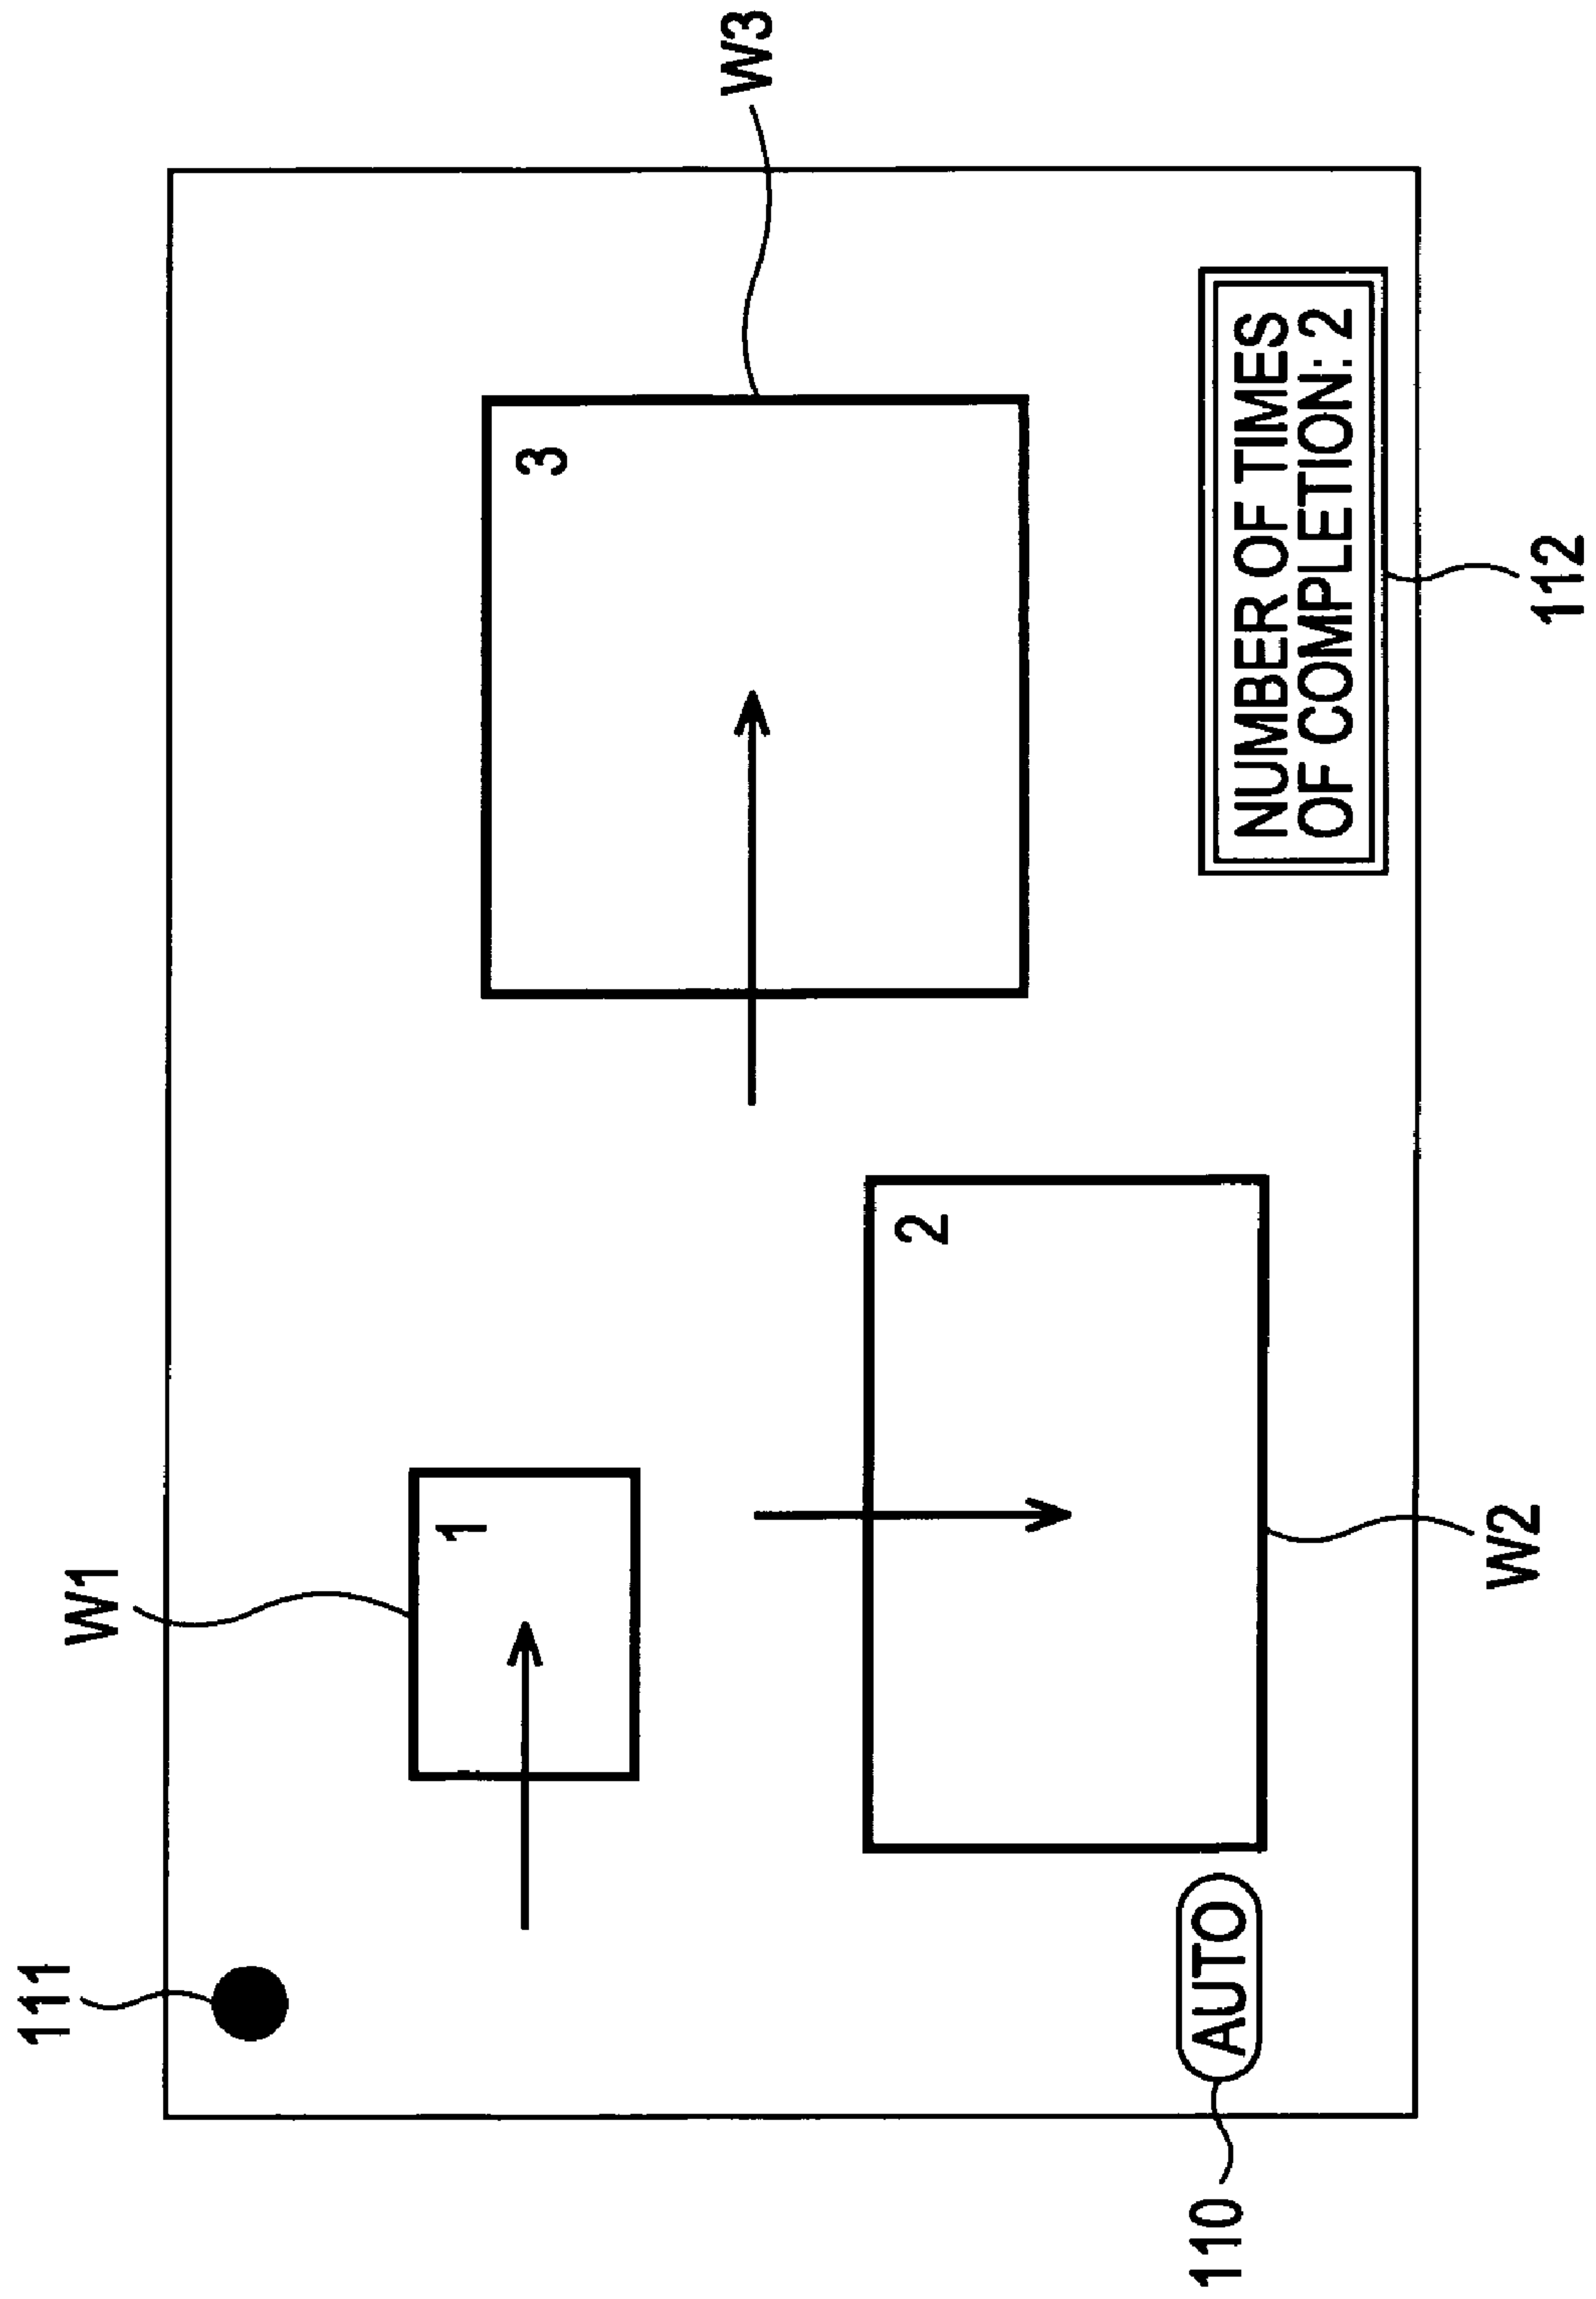 111
W1
W3
1
3
2
AUTO
NUMBER OF TIMES
OF COMPLETION: 2
110
W2
112